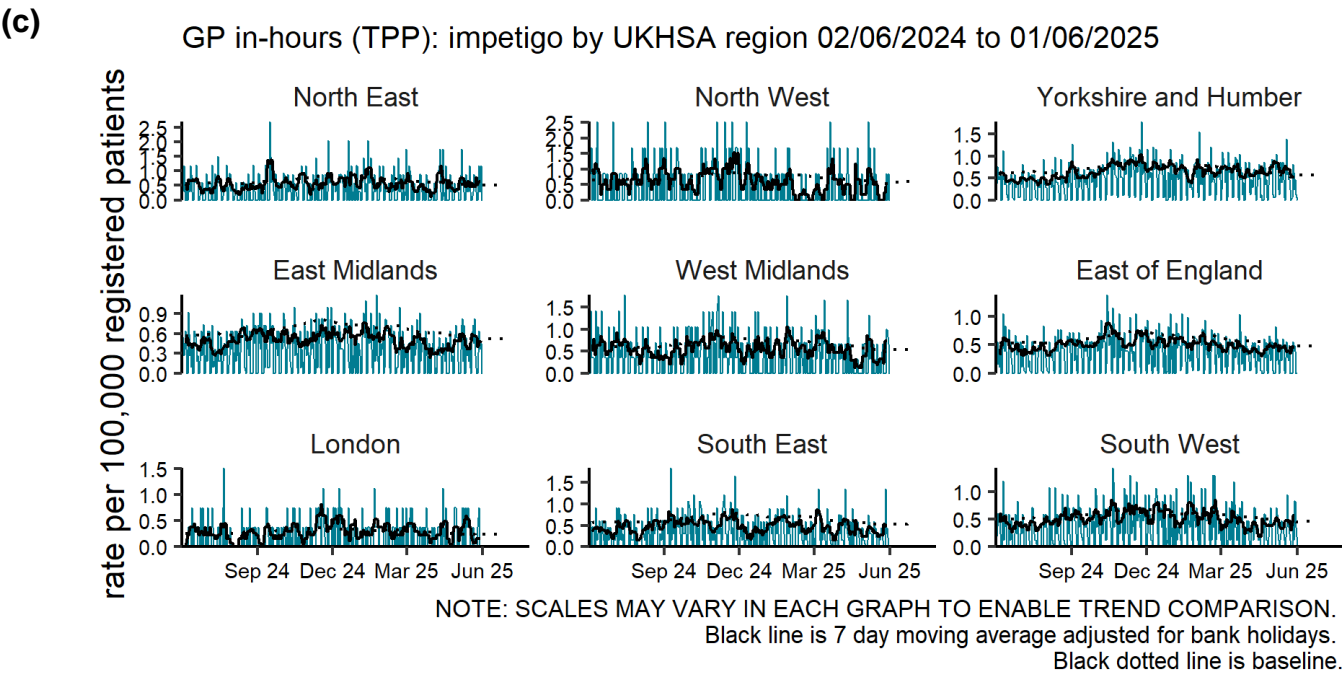 (c)
GP in-hours (TPP): impetigo by UKHSA region 02/06/2024 to 01/06/2025
rate per 100,000 registered patients
North East
North West
Yorkshire and Humber
2.5
2.0
1.5
1.0
0.5
0.0
2.5
2.0
1.5
1.0
0.5
0.0
1.5
1.0
0.5
0.0
East Midlands
West Midlands
East of England
0.9
0.6
0.3
0.0
1.5
1.0
0.5
0.0
1.0
0.5
0.0
London
South East
South West
1.5
1.0
0.5
0.0
1.5
1.0
0.5
0.0
1.0
0.5
0.0
Sep 24 Dec 24 Mar 25 Jun 25
Sep 24 Dec 24 Mar 25 Jun 25
Sep 24 Dec 24 Mar 25 Jun 25
NOTE: SCALES MAY VARY IN EACH GRAPH TO ENABLE TREND COMPARISON.
Black line is 7 day moving average adjusted for bank holidays.
Black dotted line is baseline.